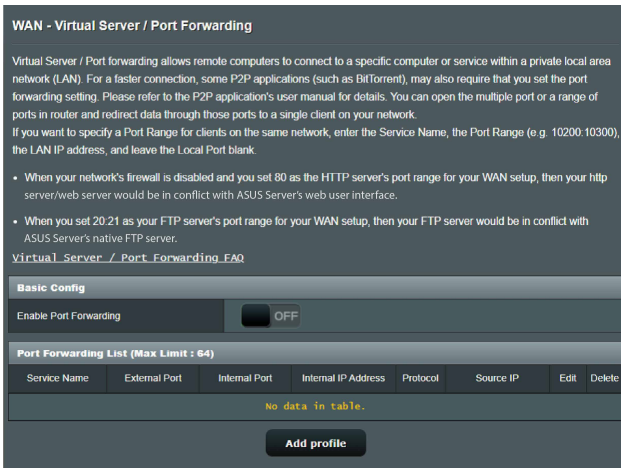 WAN - Virtual Server / Port Forwarding
Virtual Server / Port forwarding allows remote computers to connect to a specific computer or service within a private local area
network (LAN). For a faster connection, some P2P applications (such as BitTorrent), may also require that you set the port
forwarding setting. Please refer to the P2P application's user manual for details. You can open the multiple port or a range of
ports in router and redirect data through those ports to a single client on your network.
If you want to specify a Port Range for clients on the same network, enter the Service Name, the Port Range (e.g. 10200:10300),
the LAN IP address, and leave the Local Port blank.
• When your network's firewall is disabled and you set 80 as the HTTP server's port range for your WAN setup, then your http
server/web server would be in conflict with ASUS Server's web user interface.
• When you set 20:21 as your FTP server's port range for your WAN setup, then your FTP server would be in conflict with
ASUS Server's native FTP server.
Virtual Server / Port Forwarding FAQ
Basic Config
Enable Port Forwarding OFF
Port Forwarding List (Max Limit : 64)
Service Name External Port Internal Port Internal IP Address Protocol Source IP Edit Delete
No data in table.
Add profile